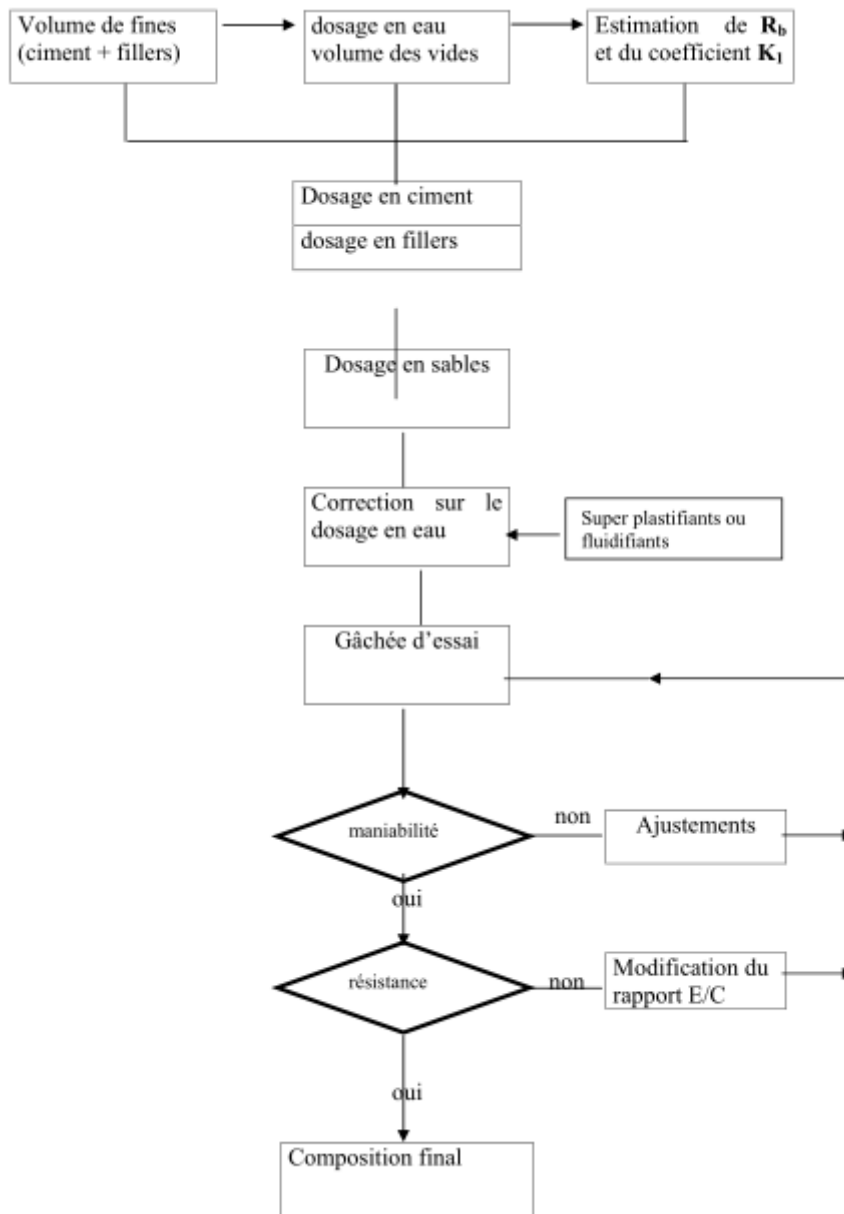 Volume de fines
(ciment + fillers)
dosage en eau
volume des vides
Estimation de Rb
et du coefficient K1
Dosage en ciment
dosage en fillers
Dosage en sables
Correction sur le
dosage en eau
Super plastifiants ou
fluidifiants
Gâchée d'essai
maniabilité
non
Ajustements
oui
résistance
non
Modification du
rapport E/C
oui
Composition final